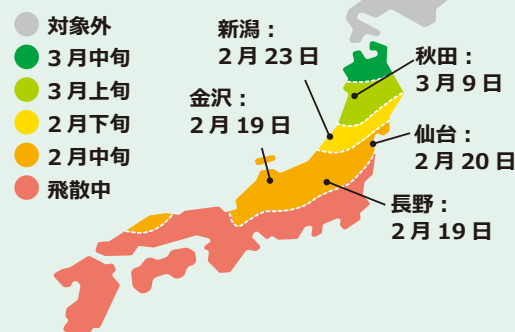 対象外
3月中旬
3月上旬
2月下旬
2月中旬
飛散中
新潟：
2月23日
金沢：
2月19日
秋田：
3月9日
仙台：
2月20日
長野：
2月19日